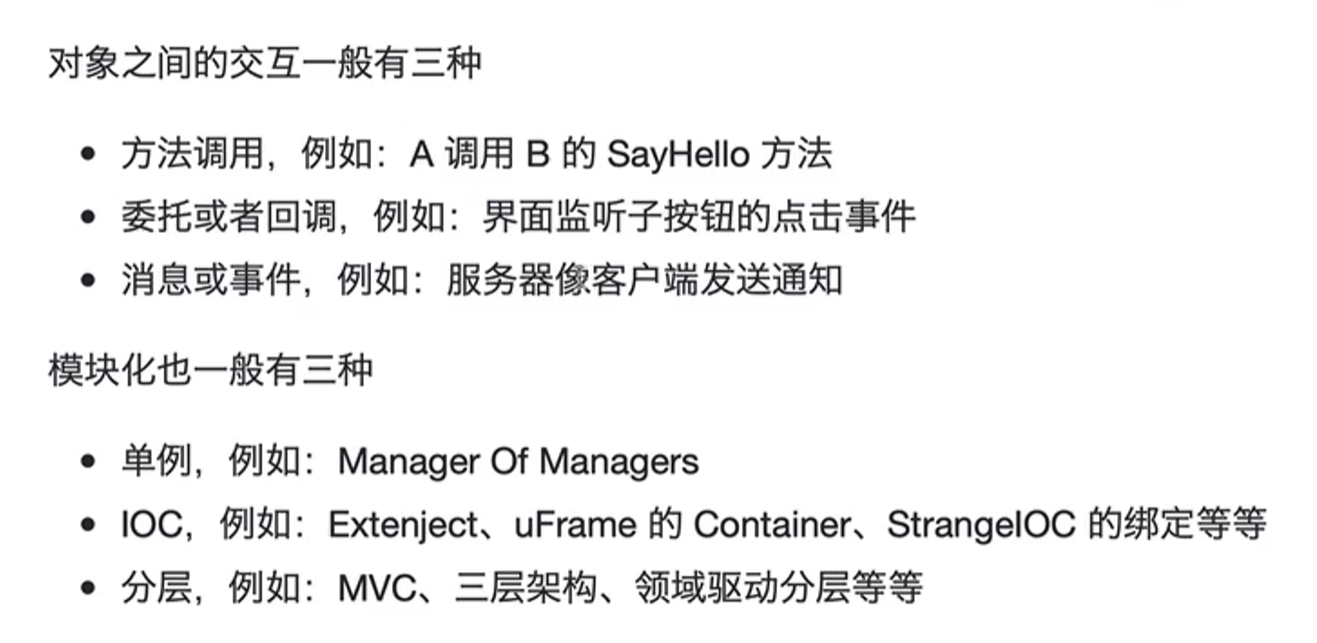 对象之间的交互一般有三种
• 方法调用，例如：A 调用 B 的 SayHello 方法
• 委托或者回调，例如：界面监听子按钮的点击事件
• 消息或事件，例如：服务器像客户端发送通知
模块化也一般有三种
• 单例，例如：Manager Of Managers
• IOC，例如：Extenject、uFrame 的 Container、StrangeIOC 的绑定等等
• 分层，例如：MVC、三层架构、领域驱动分层等等